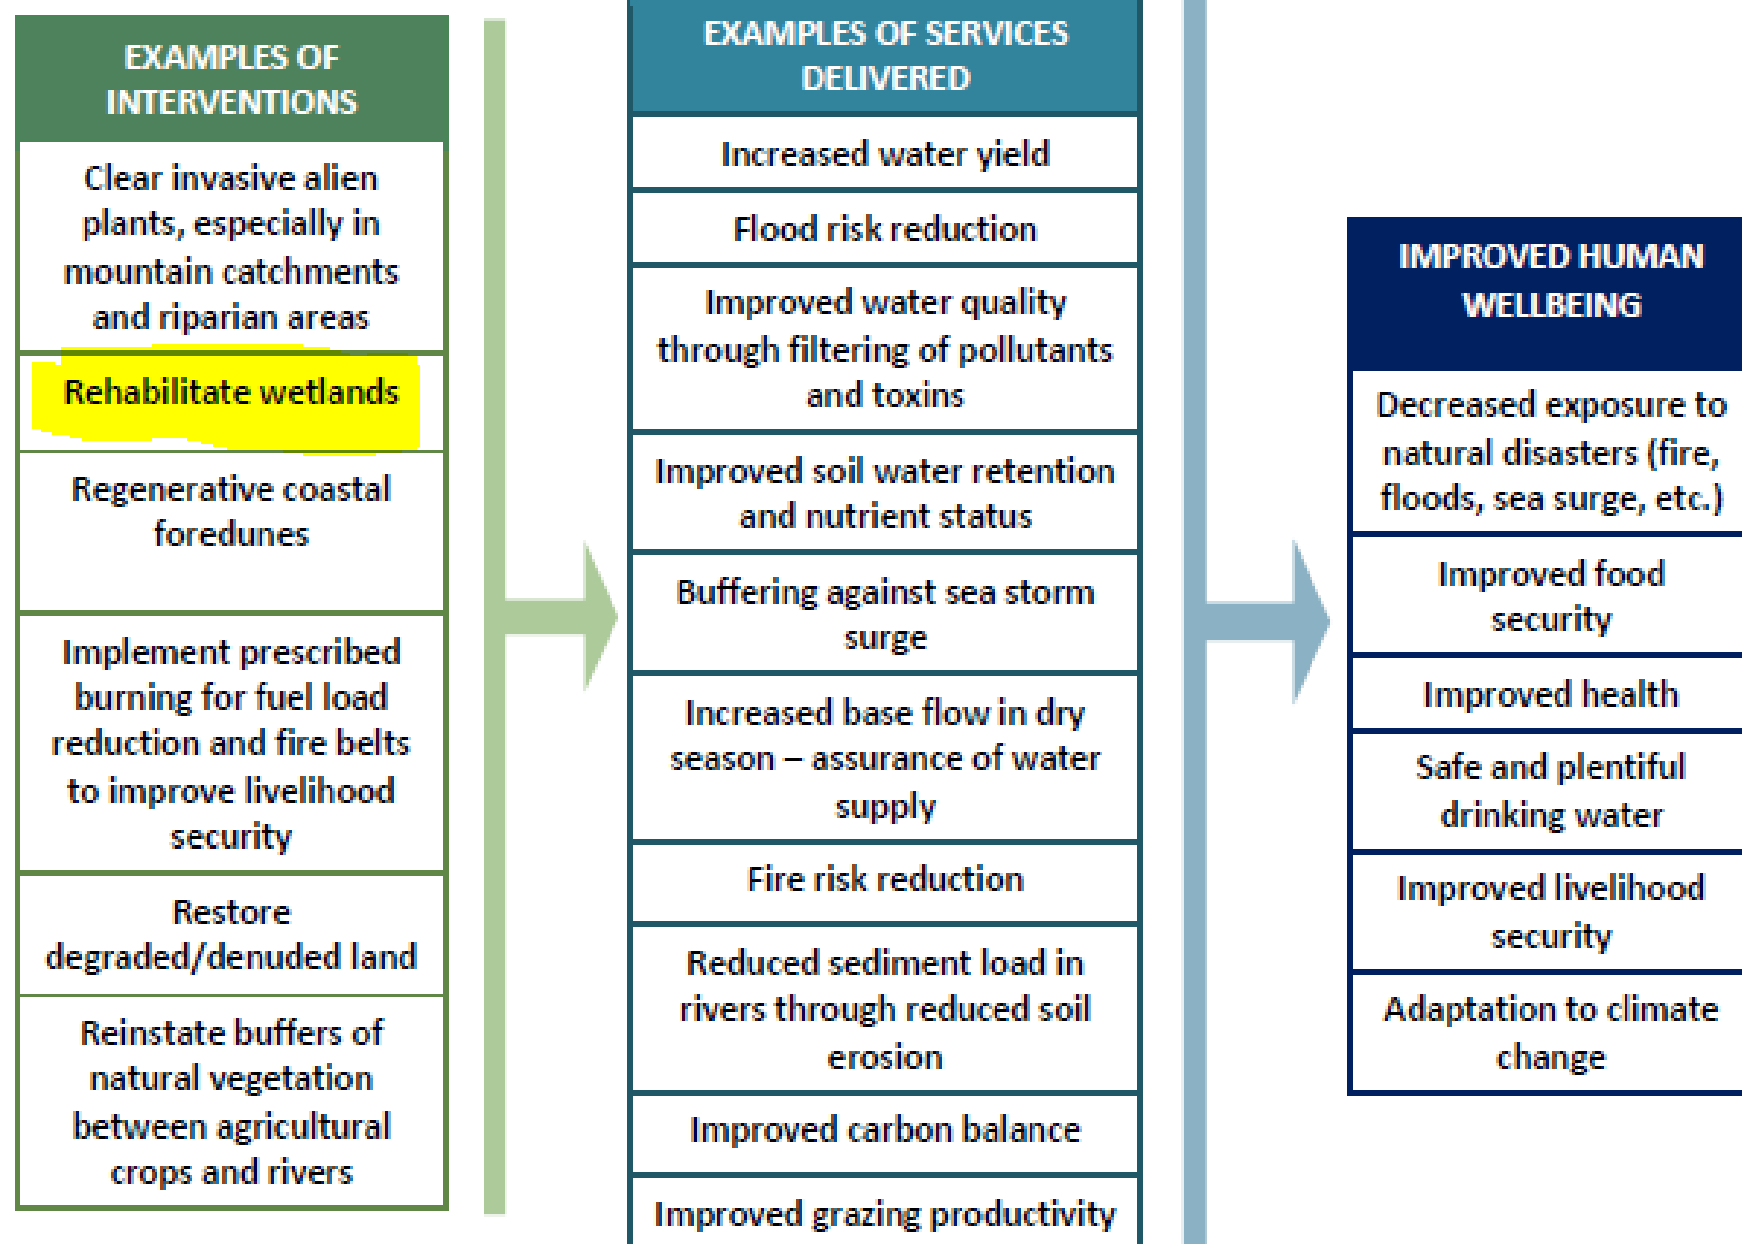 EXAMPLES OF
INTERVENTIONS
Clear invasive alien
plants, especially in
mountain catchments
and riparian areas
Rehabilitate wetlands
Regenerative coastal
foredunes
Implement prescribed
burning for fuel load
reduction and fire belts
to improve livelihood
security
Restore
degraded/denuded land
Reinstate buffers of
natural vegetation
between agricultural
crops and rivers
EXAMPLES OF SERVICES
DELIVERED
Increased water yield
Flood risk reduction
Improved water quality
through filtering of pollutants
and toxins
Improved soil water retention
and nutrient status
Buffering against sea storm
surge
Increased base flow in dry
season – assurance of water
supply
Fire risk reduction
Reduced sediment load in
rivers through reduced soil
erosion
Improved carbon balance
Improved grazing productivity
IMPROVED HUMAN
WELLBEING
Decreased exposure to
natural disasters (fire,
floods, sea surge, etc.)
Improved food
security
Improved health
Safe and plentiful
drinking water
Improved livelihood
security
Adaptation to climate
change